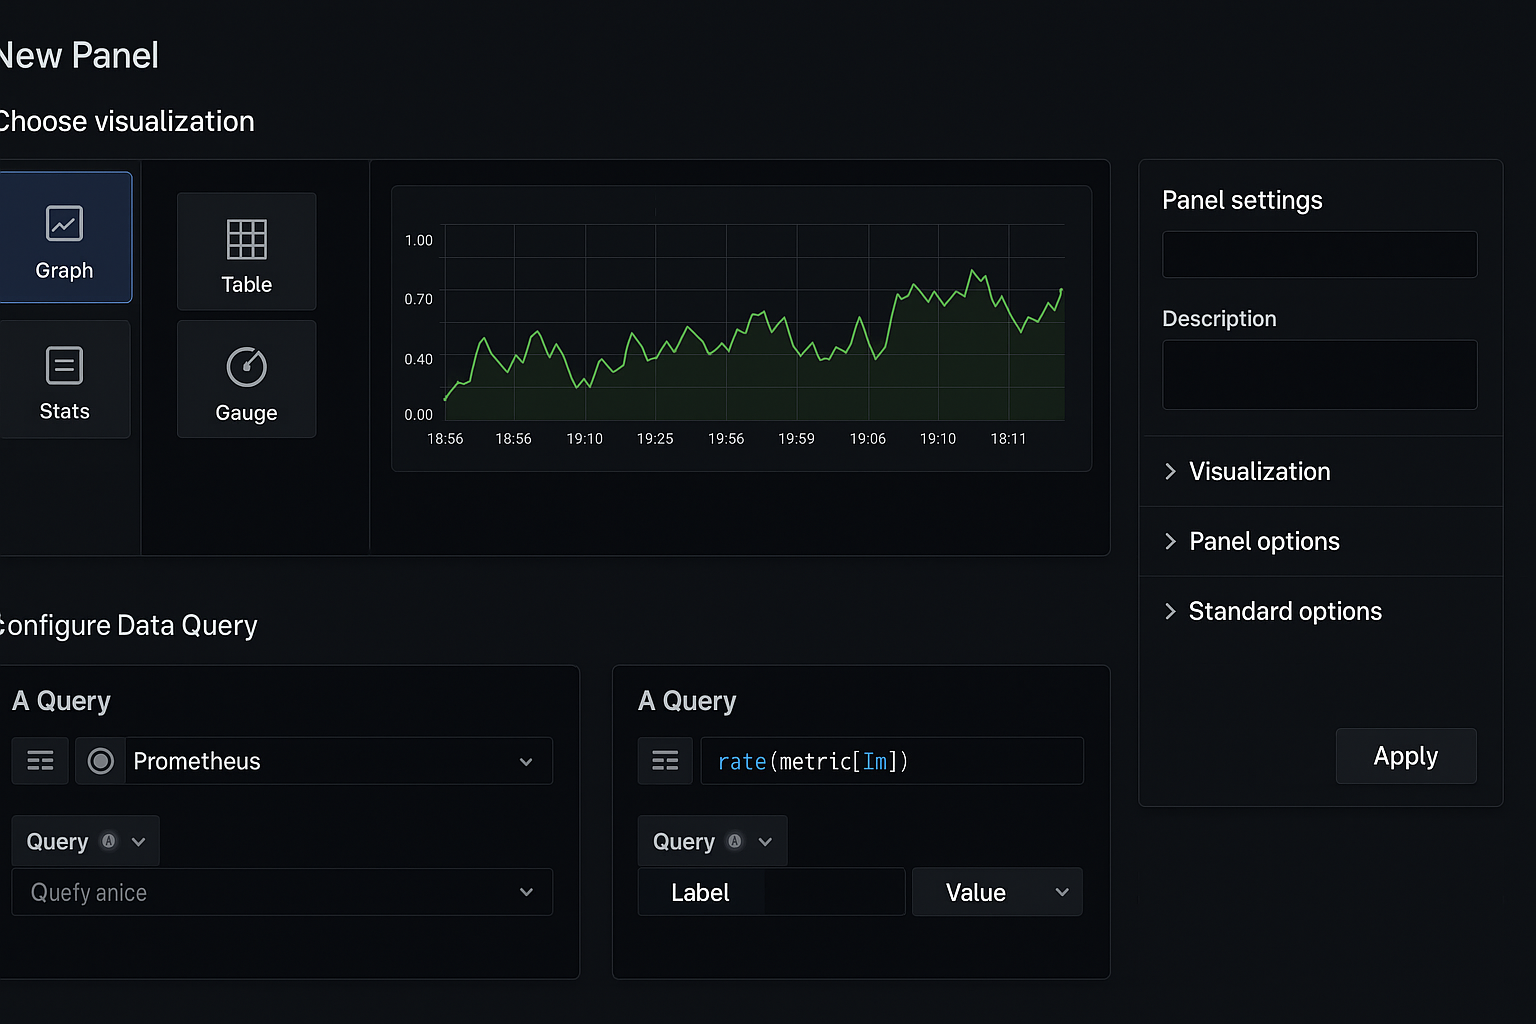 New Panel
Choose visualization
Graph
Table
Stats
Gauge
1.00
0.70
0.40
0.00
18:56 18:56 19:10 19:25 19:56 19:59 19:06 19:10 18:11
Panel settings
Description
Visualization
Panel options
Standard options
Apply
Configure Data Query
A Query
Prometheus
Query A
Quefy anice
A Query
rate(metric[Im])
Query A
Label
Value